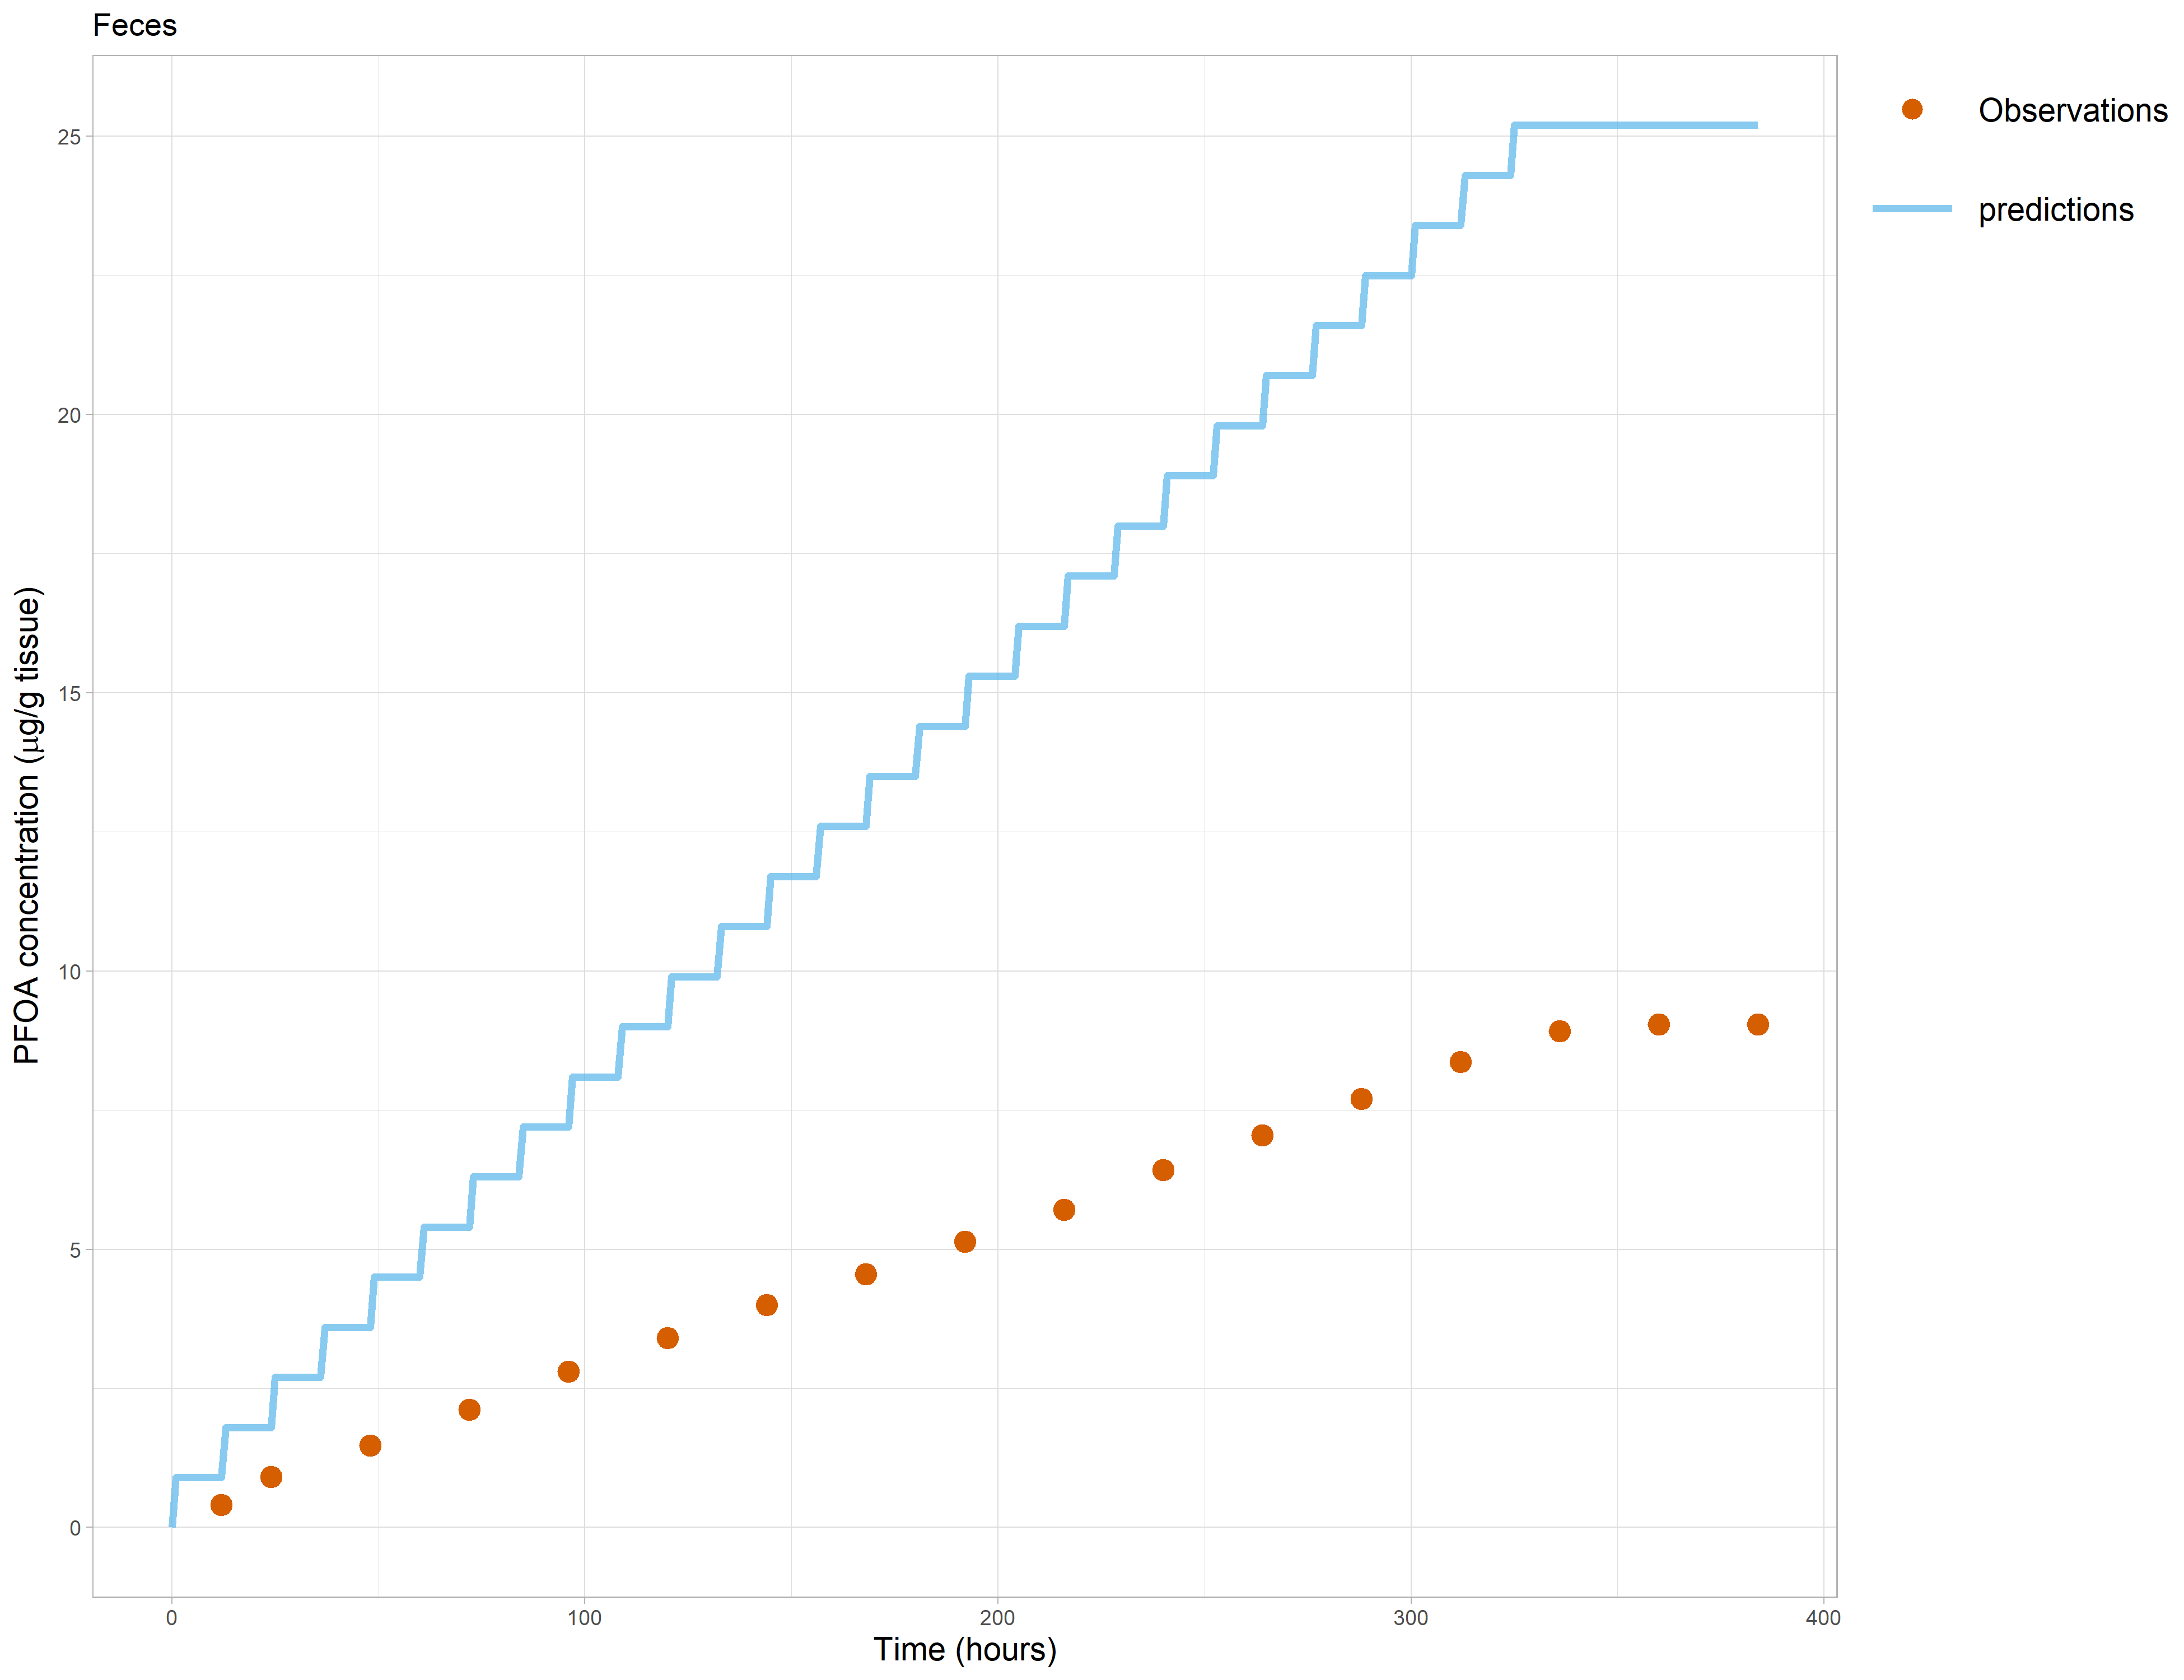 Feces
Observations
predictions
PFOA concentration (μg/g tissue)
25
20
15
10
5
0
0 100 200 300 400
Time (hours)